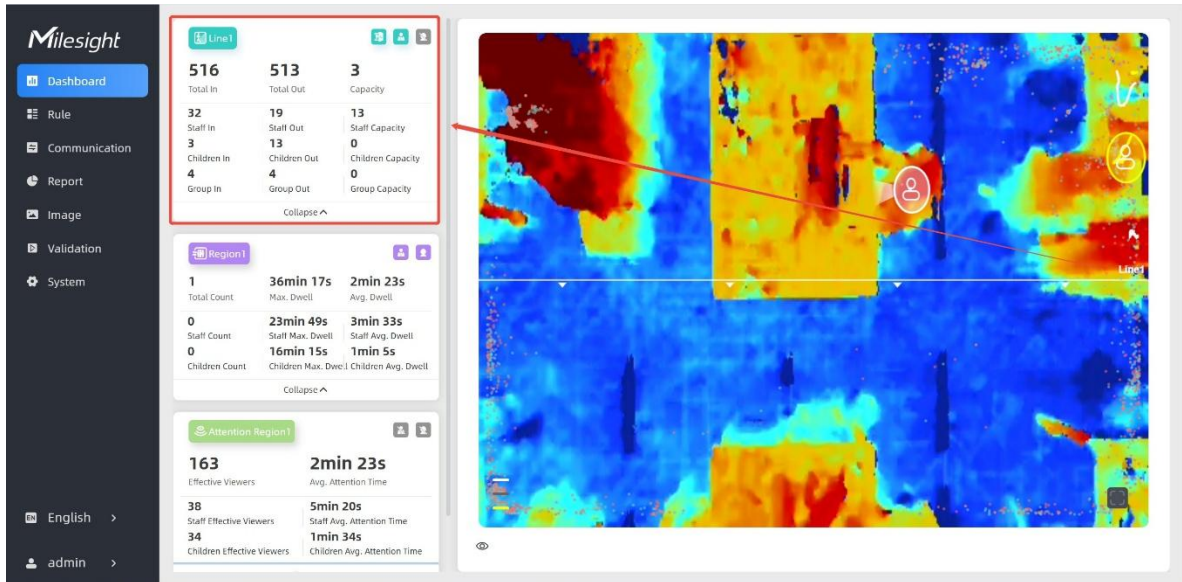 Milesight
Dashboard
Rule
Communication
Report
Image
Validation
System
EN English >
admin >
Line1
516 513 3
Total In Total Out Capacity
32 19 13
Staff In Staff Out Staff Capacity
3 13 0
Children In Children Out Children Capacity
4 4 0
Group In Group Out Group Capacity
Collapse
Region1
1 36min 17s 2min 23s
Total Count Max. Dwell Avg. Dwell
0 23min 49s 3min 33s
Staff Count Staff Max. Dwell Staff Avg. Dwell
0 16min 15s 1min 5s
Children Count Children Max. Dwell Children Avg. Dwell
Collapse
Attention Region1
163 2min 23s
Effective Viewers Avg. Attention Time
38 5min 20s
Staff Effective Viewers Staff Avg. Attention Time
34 1min 34s
Children Effective Viewers Children Avg. Attention Time
Line1